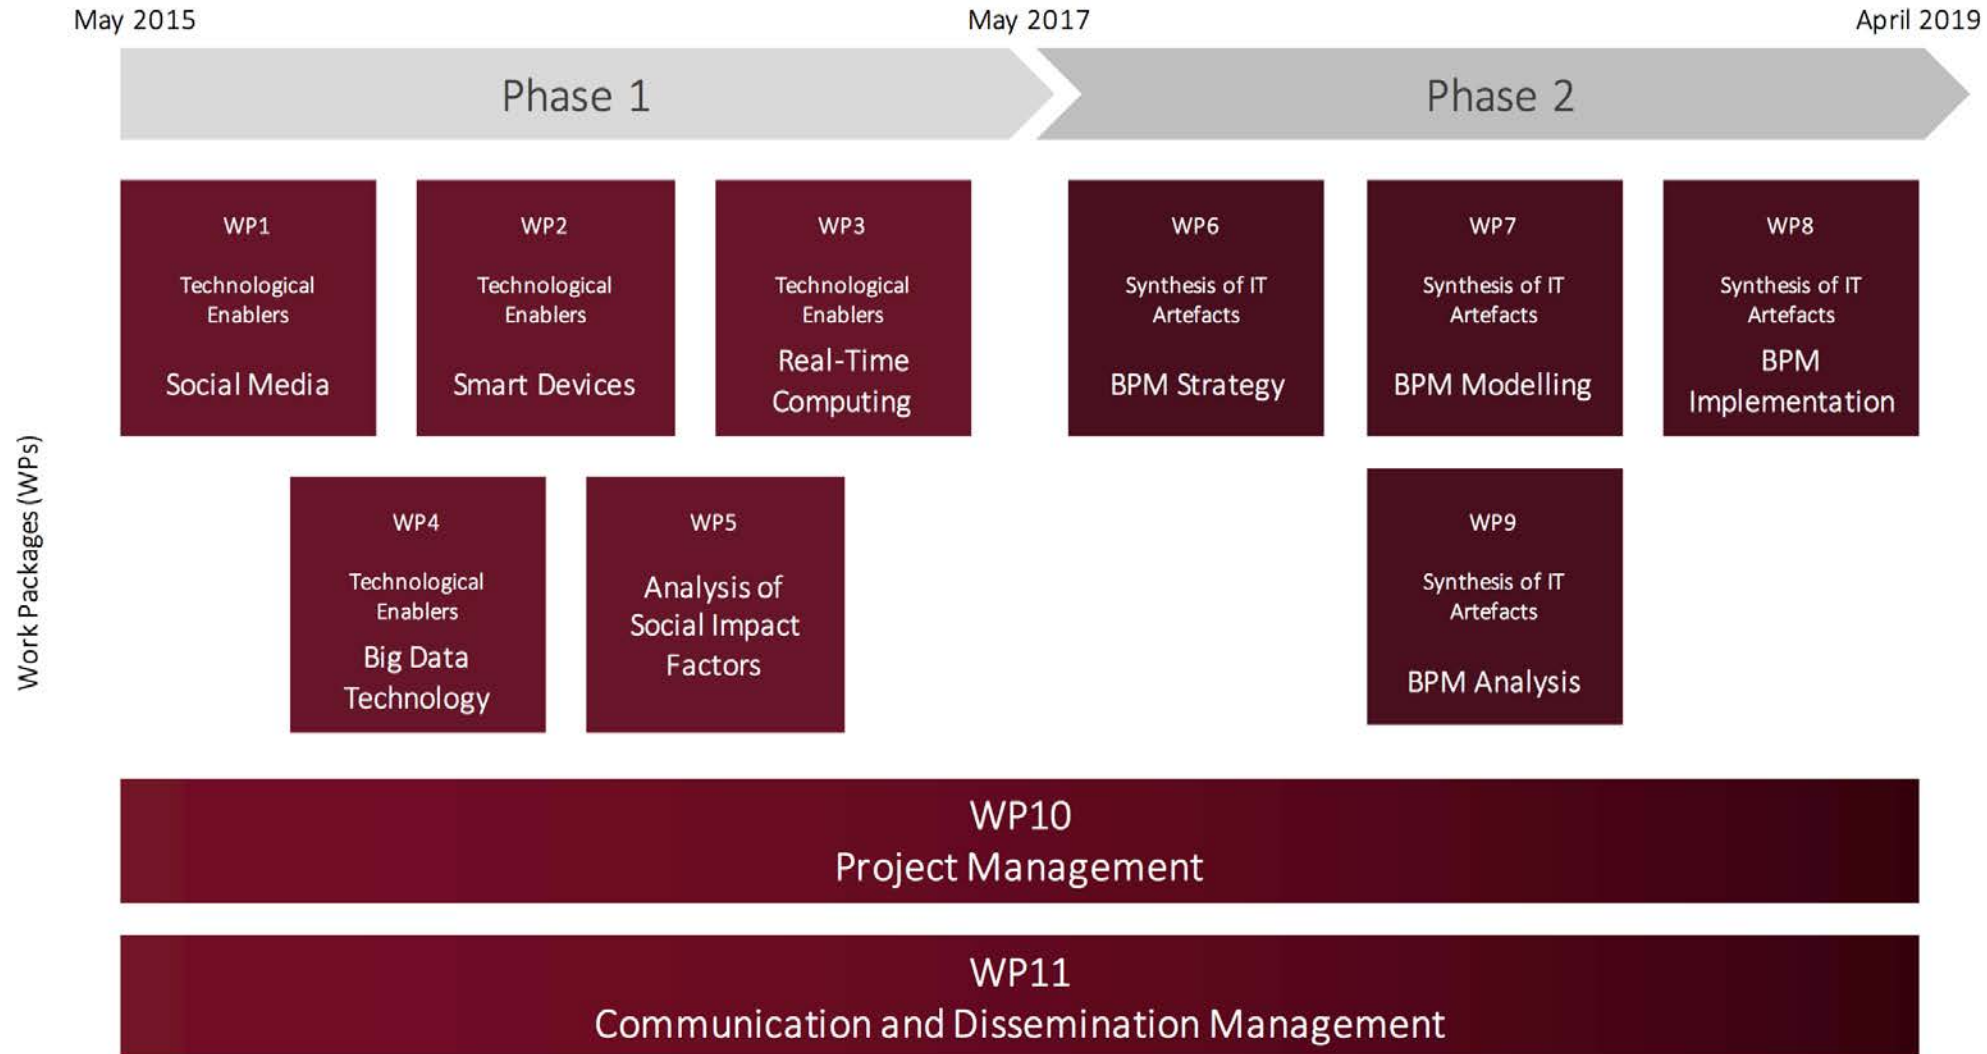 May 2015
May 2017
April 2019
Phase 1
Phase 2
Work Packages (WPs)
WP1
Technological
Enablers
Social Media
WP2
Technological
Enablers
Smart Devices
WP3
Technological
Enablers
Real-Time
Computing
WP6
Synthesis of IT
Artefacts
BPM Strategy
WP7
Synthesis of IT
Artefacts
BPM Modelling
WP8
Synthesis of IT
Artefacts
BPM
Implementation
WP4
Technological
Enablers
Big Data
Technology
WP5
Analysis of
Social Impact
Factors
WP9
Synthesis of IT
Artefacts
BPM Analysis
WP10
Project Management
WP11
Communication and Dissemination Management